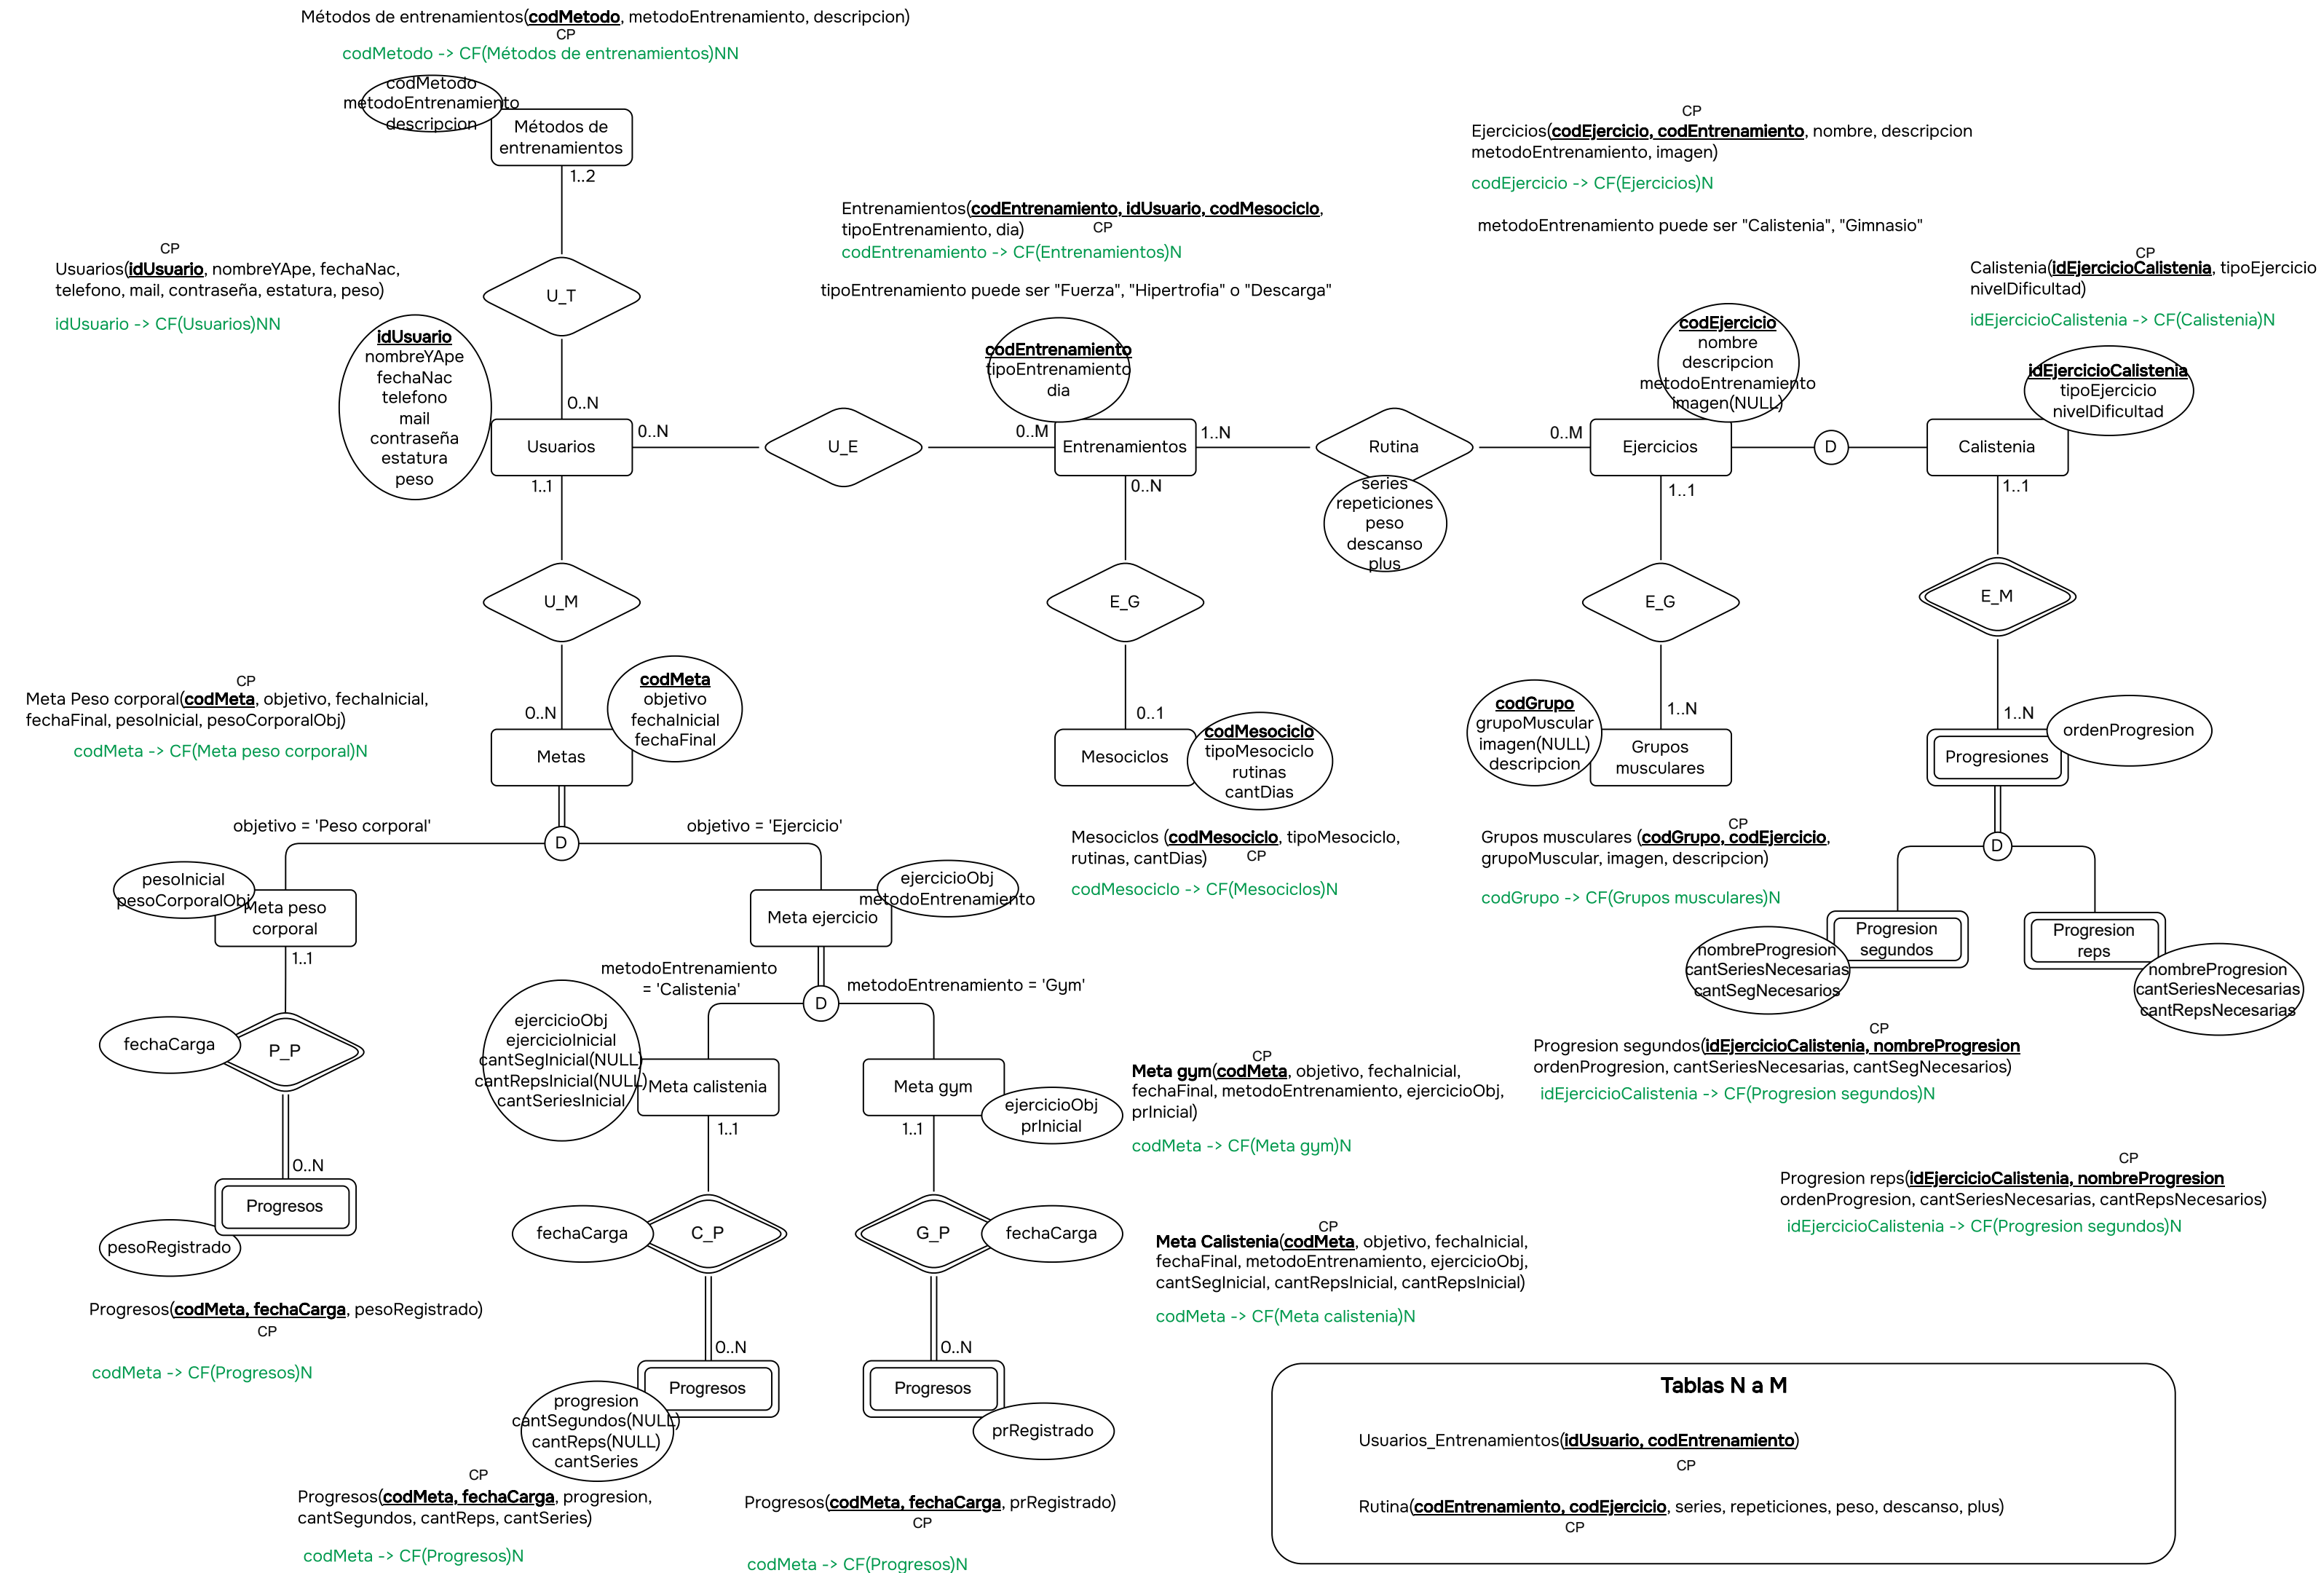 Métodos de entrenamientos(codMetodo, metodoEntrenamiento, descripcion)
CP
codMetodo -> CF(Métodos de entrenamientos)NN
codMetodo
metodoEntrenamiento
descripcion
Métodos de
entrenamientos
1..2
U_T
0..N
CP
Usuarios(idUsuario, nombreYApe, fechaNac,
telefono, mail, contraseña, estatura, peso)
idUsuario -> CF(Usuarios)NN
idUsuario
nombreYApe
fechaNac
telefono
mail
contraseña
estatura
peso
Usuarios
0..N
1..1
U_E
0..M
Entrenamientos(codEntrenamiento, idUsuario, codMesociclo,
tipoEntrenamiento, dia)
CP
codEntrenamiento -> CF(Entrenamientos)N
tipoEntrenamiento puede ser "Fuerza", "Hipertrofia" o "Descarga"
codEntrenamiento
tipoEntrenamiento
dia
Entrenamientos
1..N
0..N
Rutina
series
repeticiones
peso
descanso
plus
0..M
CP
Ejercicios(codEjercicio, codEntrenamiento, nombre, descripcion
metodoEntrenamiento, imagen)
codEjercicio -> CF(Ejercicios)N
metodoEntrenamiento puede ser "Calistenia", "Gimnasio"
codEjercicio
nombre
descripcion
metodoEntrenamiento
imagen(NULL)
Ejercicios
1..1
D
CP
Calistenia(idEjercicioCalistenia, tipoEjercicio
nivelDificultad)
idEjercicioCalistenia -> CF(Calistenia)N
idEjercicioCalistenia
tipoEjercicio
nivelDificultad
Calistenia
1..1
U_M
E_G
E_G
E_M
CP
Meta Peso corporal(codMeta, objetivo, fechaInicial,
fechaFinal, pesoInicial, pesoCorporalObj)
codMeta -> CF(Meta peso corporal)N
0..N
codMeta
objetivo
fechaInicial
fechaFinal
Metas
0..1
Mesociclos
codMesociclo
tipoMesociclo
rutinas
cantDias
Mesociclos (codMesociclo, tipoMesociclo,
rutinas, cantDias)
CP
codMesociclo -> CF(Mesociclos)N
codGrupo
grupoMuscular
imagen(NULL)
descripcion
1..N
Grupos
musculares
CP
Grupos musculares (codGrupo, codEjercicio,
grupoMuscular, imagen, descripcion)
codGrupo -> CF(Grupos musculares)N
1..N
ordenProgresion
Progresiones
D
Progresion
segundos
nombreProgresion
cantSeriesNecesarias
cantSegNecesarios
Progresion
reps
nombreProgresion
cantSeriesNecesarias
cantRepsNecesarias
CP
Progresion segundos(idEjercicioCalistenia, nombreProgresion
ordenProgresion, cantSeriesNecesarias, cantSegNecesarios)
idEjercicioCalistenia -> CF(Progresion segundos)N
CP
Progresion reps(idEjercicioCalistenia, nombreProgresion
ordenProgresion, cantSeriesNecesarias, cantRepsNecesarios)
idEjercicioCalistenia -> CF(Progresion segundos)N
objetivo = 'Peso corporal'
D
objetivo = 'Ejercicio'
pesoInicial
pesoCorporalObj
Meta peso
corporal
1..1
fechaCarga
P_P
0..N
Progresos
pesoRegistrado
Progresos(codMeta, fechaCarga, pesoRegistrado)
CP
codMeta -> CF(Progresos)N
ejercicioObj
metodoEntrenamiento
Meta ejercicio
metodoEntrenamiento
= 'Calistenia'
D
metodoEntrenamiento = 'Gym'
ejercicioObj
ejercicioInicial
cantSegInicial(NULL)
cantRepsInicial(NULL)
cantSeriesInicial
Meta calistenia
1..1
Meta gym
1..1
ejercicioObj
prInicial
CP
Meta gym(codMeta, objetivo, fechaInicial,
fechaFinal, metodoEntrenamiento, ejercicioObj,
prInicial)
codMeta -> CF(Meta gym)N
fechaCarga
C_P
G_P
fechaCarga
CP
Meta Calistenia(codMeta, objetivo, fechaInicial,
fechaFinal, metodoEntrenamiento, ejercicioObj,
cantSegInicial, cantRepsInicial, cantRepsInicial)
codMeta -> CF(Meta calistenia)N
0..N
0..N
Progresos
Progresos
progresion
cantSegundos(NULL)
cantReps(NULL)
cantSeries
prRegistrado
CP
Progresos(codMeta, fechaCarga, progresion,
cantSegundos, cantReps, cantSeries)
codMeta -> CF(Progresos)N
Progresos(codMeta, fechaCarga, prRegistrado)
CP
codMeta -> CF(Progresos)N
Tablas N a M
Usuarios_Entrenamientos(idUsuario, codEntrenamiento)
CP
Rutina(codEntrenamiento, codEjercicio, series, repeticiones, peso, descanso, plus)
CP